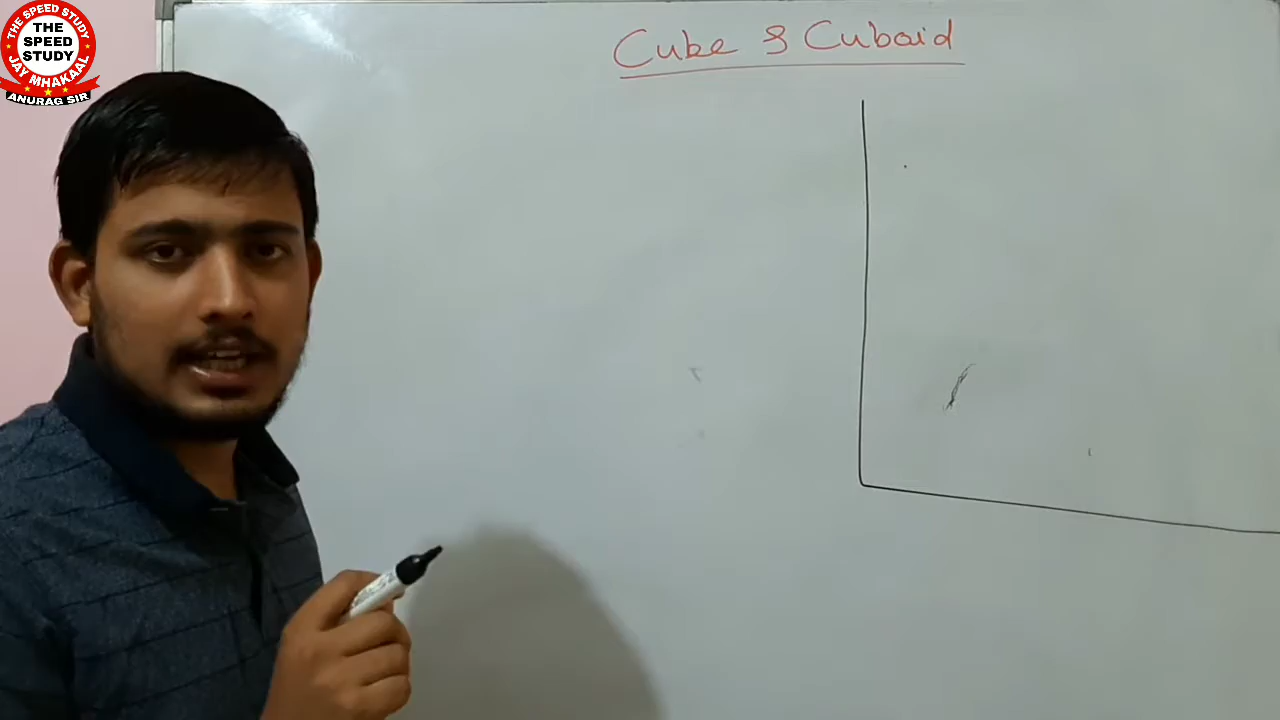 THE SPEED STUDY
THE
SPEED
STUDY
JAY MHAKAAL
ANURAG SIR
Cube & Cuboid